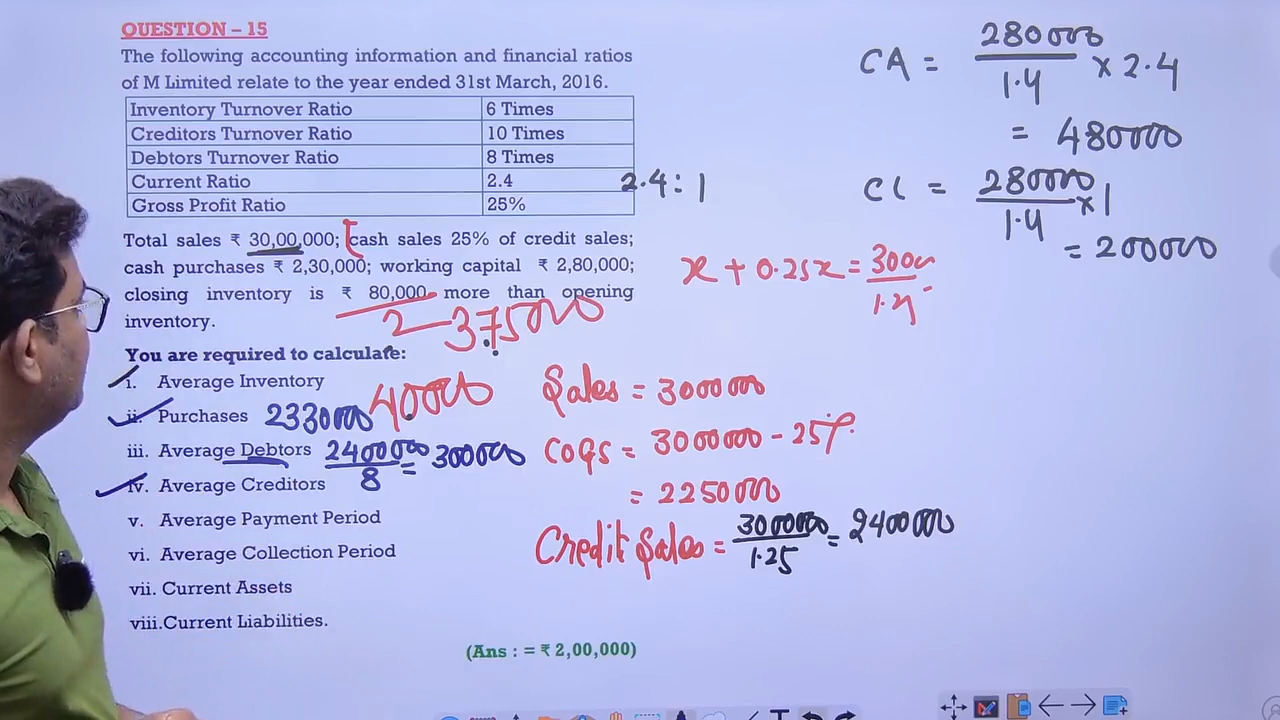 QUESTION – 15
The following accounting information and financial ratios
of M Limited relate to the year ended 31st March, 2016.
Inventory Turnover Ratio 6 Times
Creditors Turnover Ratio 10 Times
Debtors Turnover Ratio 8 Times
Current Ratio 2.4 2.4 : 1
Gross Profit Ratio 25%
Total sales ₹ 30,00,000; cash sales 25% of credit sales;
cash purchases ₹ 2,30,000; working capital ₹ 2,80,000;
closing inventory is ₹ 80,000 more than opening
inventory.
You are required to calculate:
i. Average Inventory
ii. Purchases 2330000
iii. Average Debtors 2400000/8 = 300000
iv. Average Creditors
v. Average Payment Period
vi. Average Collection Period
vii. Current Assets
viii.Current Liabilities.
(Ans : = ₹ 2,00,000)
375000
40000
CA = 280000/1.4 × 2.4
= 480000
CL = 280000/1.4 × 1
= 200000
x + 0.25x =
Sales = 3000000
COGS = 3000000 - 25%
= 2250000
Credit Sales = 3000000/1.25 = 2400000